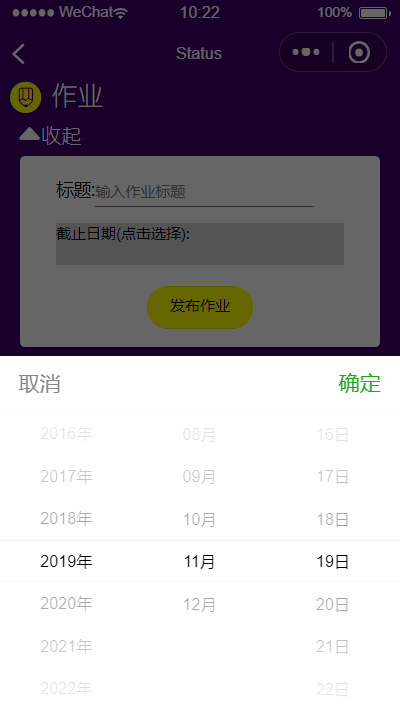 WeChat 10:22 100%
Status
作业
收起
标题:输入作业标题
截止日期(点击选择):
发布作业
取消 确定
2016年 08月 16日
2017年 09月 17日
2018年 10月 18日
2019年 11月 19日
2020年 12月 20日
2021年 21日
2022年 22日